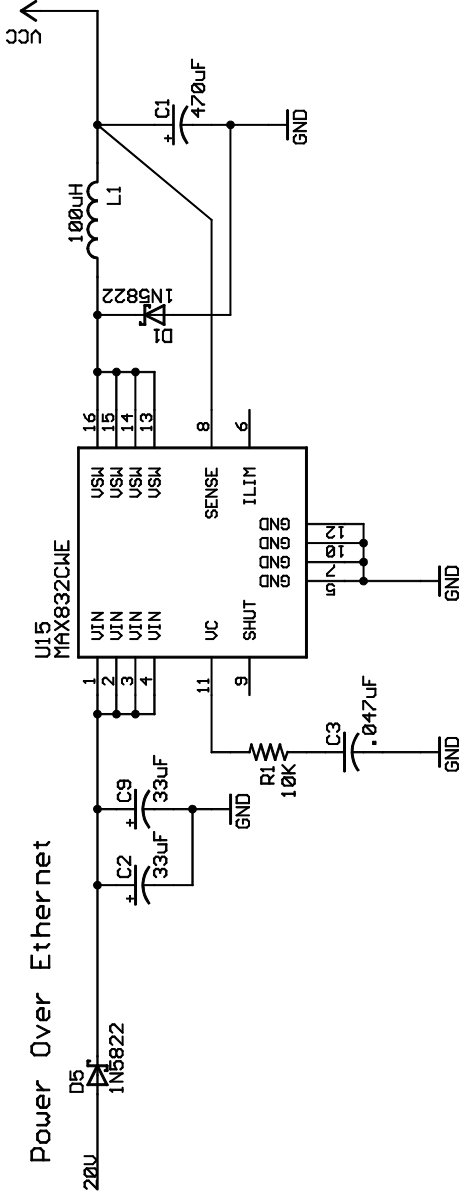 Power Over Ethernet
20V
D5
1N5822
C2
33uF
C9
33uF
GND
U15
MAX832CWE
1
2
3
4
VIN
VIN
VIN
VIN
11
VC
9
SHUT
R1
10K
C3
.047uF
GND
GND
GND
GND
GND
5
7
10
12
GND
VSW
VSW
VSW
VSW
16
15
14
13
SENSE
8
ILIM
6
D1
1N5822
100uH
L1
C1
470uF
GND
VCC